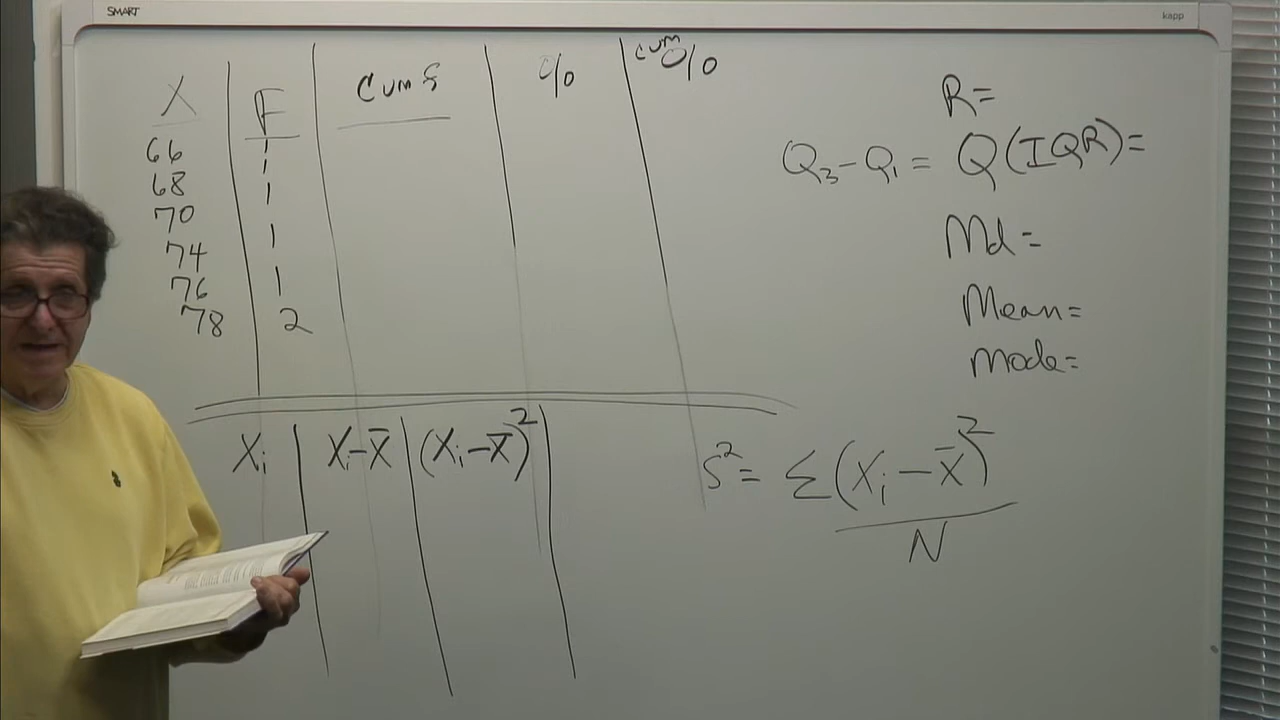 SMART
kapp
X F Cum f % cum %
66 1
68 1
70 1
74 1
76 1
78 2
R=
Q₃-Q₁= Q(IQR)=
Md=
Mean=
Mode=
Xᵢ Xᵢ-X̄ (Xᵢ-X̄)²
S²= Σ(Xᵢ-X̄)²
N